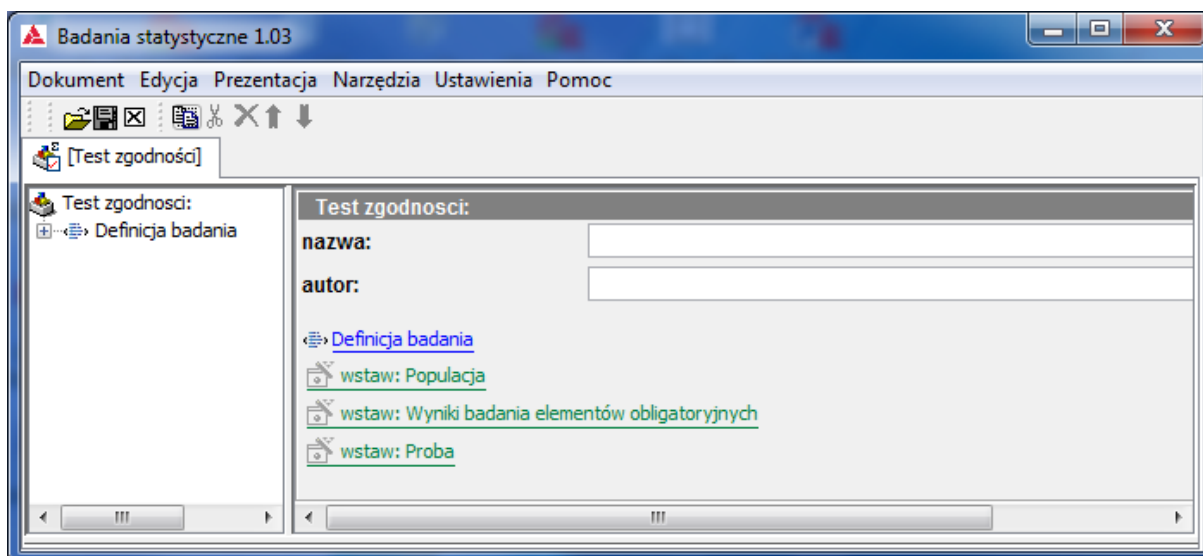 Badania statystyczne 1.03
Dokument Edycja Prezentacja Narzędzia Ustawienia Pomoc
[Test zgodności]
Test zgodnosci:
Definicja badania
Test zgodnosci:
nazwa:
autor:
Definicja badania
wstaw: Populacja
wstaw: Wyniki badania elementów obligatoryjnych
wstaw: Proba